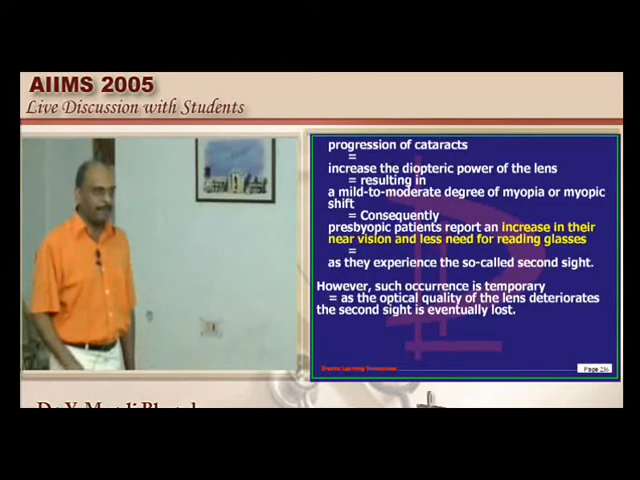 AIIMS 2005
Live Discussion with Students
progression of cataracts
=
increase the diopteric power of the lens
= resulting in
a mild-to-moderate degree of myopia or myopic
shift
= Consequently
presbyopic patients report an increase in their
near vision and less need for reading glasses
=
as they experience the so-called second sight.
However, such occurrence is temporary
= as the optical quality of the lens deteriorates
the second sight is eventually lost.
Page 236